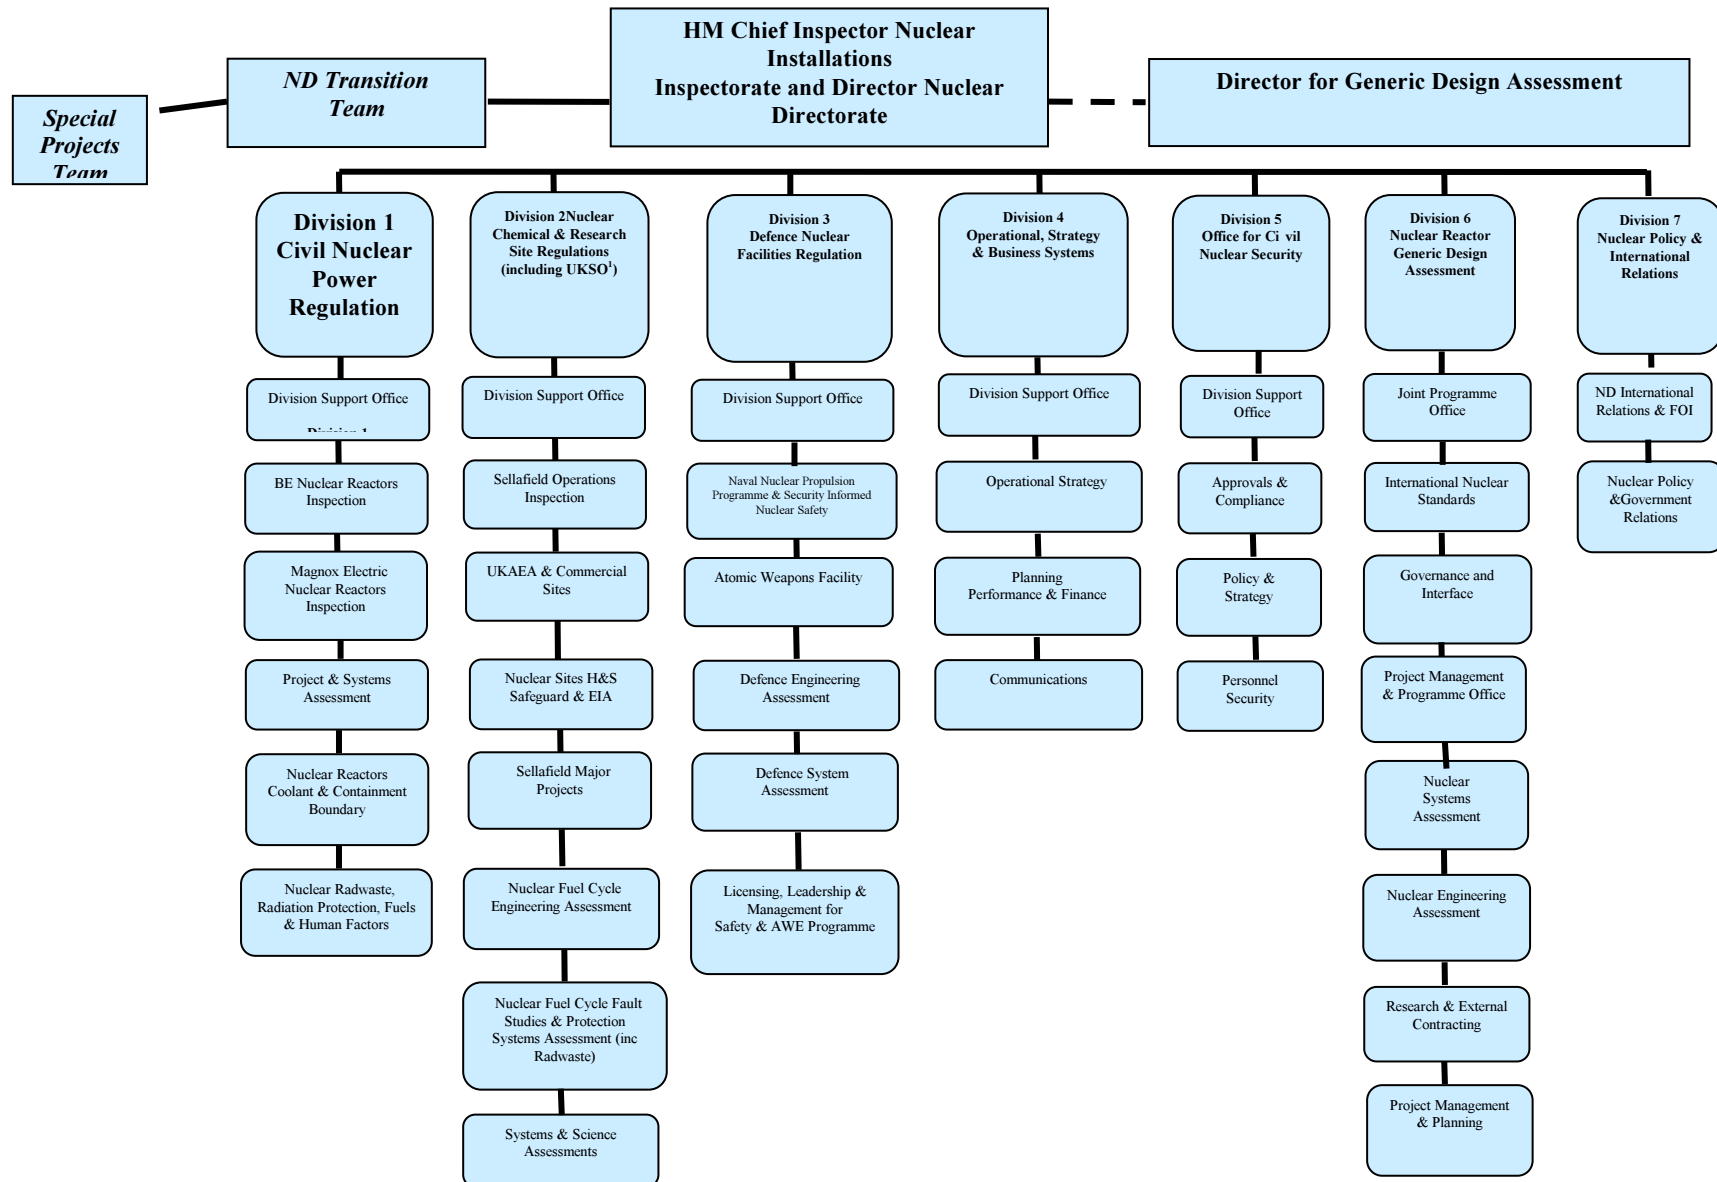 HM Chief Inspector Nuclear
Installations
Inspectorate and Director Nuclear
Directorate
ND Transition
Team
Director for Generic Design Assessment
Special
Projects
Team
Division 1
Civil Nuclear
Power
Regulation
Division Support Office
Division 1
BE Nuclear Reactors
Inspection
Magnox Electric
Nuclear Reactors
Inspection
Project & Systems
Assessment
Nuclear Reactors
Coolant & Containment
Boundary
Nuclear Radwaste,
Radiation Protection, Fuels
& Human Factors
Division 2Nuclear
Chemical & Research
Site Regulations
(including UKSO¹)
Division Support Office
Sellafield Operations
Inspection
UKAEA & Commercial
Sites
Nuclear Sites H&S
Safeguard & EIA
Sellafield Major
Projects
Nuclear Fuel Cycle
Engineering Assessment
Nuclear Fuel Cycle Fault
Studies & Protection
Systems Assessment (inc
Radwaste)
Systems & Science
Assessments
Division 3
Defence Nuclear
Facilities Regulation
Division Support Office
Naval Nuclear Propulsion
Programme & Security Informed
Nuclear Safety
Atomic Weapons Facility
Defence Engineering
Assessment
Defence System
Assessment
Licensing, Leadership &
Management for
Safety & AWE Programme
Division 4
Operational, Strategy
& Business Systems
Division Support Office
Operational Strategy
Planning
Performance & Finance
Communications
Division 5
Office for Ci vil
Nuclear Security
Division Support
Office
Approvals &
Compliance
Policy &
Strategy
Personnel
Security
Division 6
Nuclear Reactor
Generic Design
Assessment
Joint Programme
Office
International Nuclear
Standards
Governance and
Interface
Project Management
& Programme Office
Nuclear
Systems
Assessment
Nuclear Engineering
Assessment
Research & External
Contracting
Project Management
& Planning
Division 7
Nuclear Policy &
International
Relations
ND International
Relations & FOI
Nuclear Policy
&Government
Relations